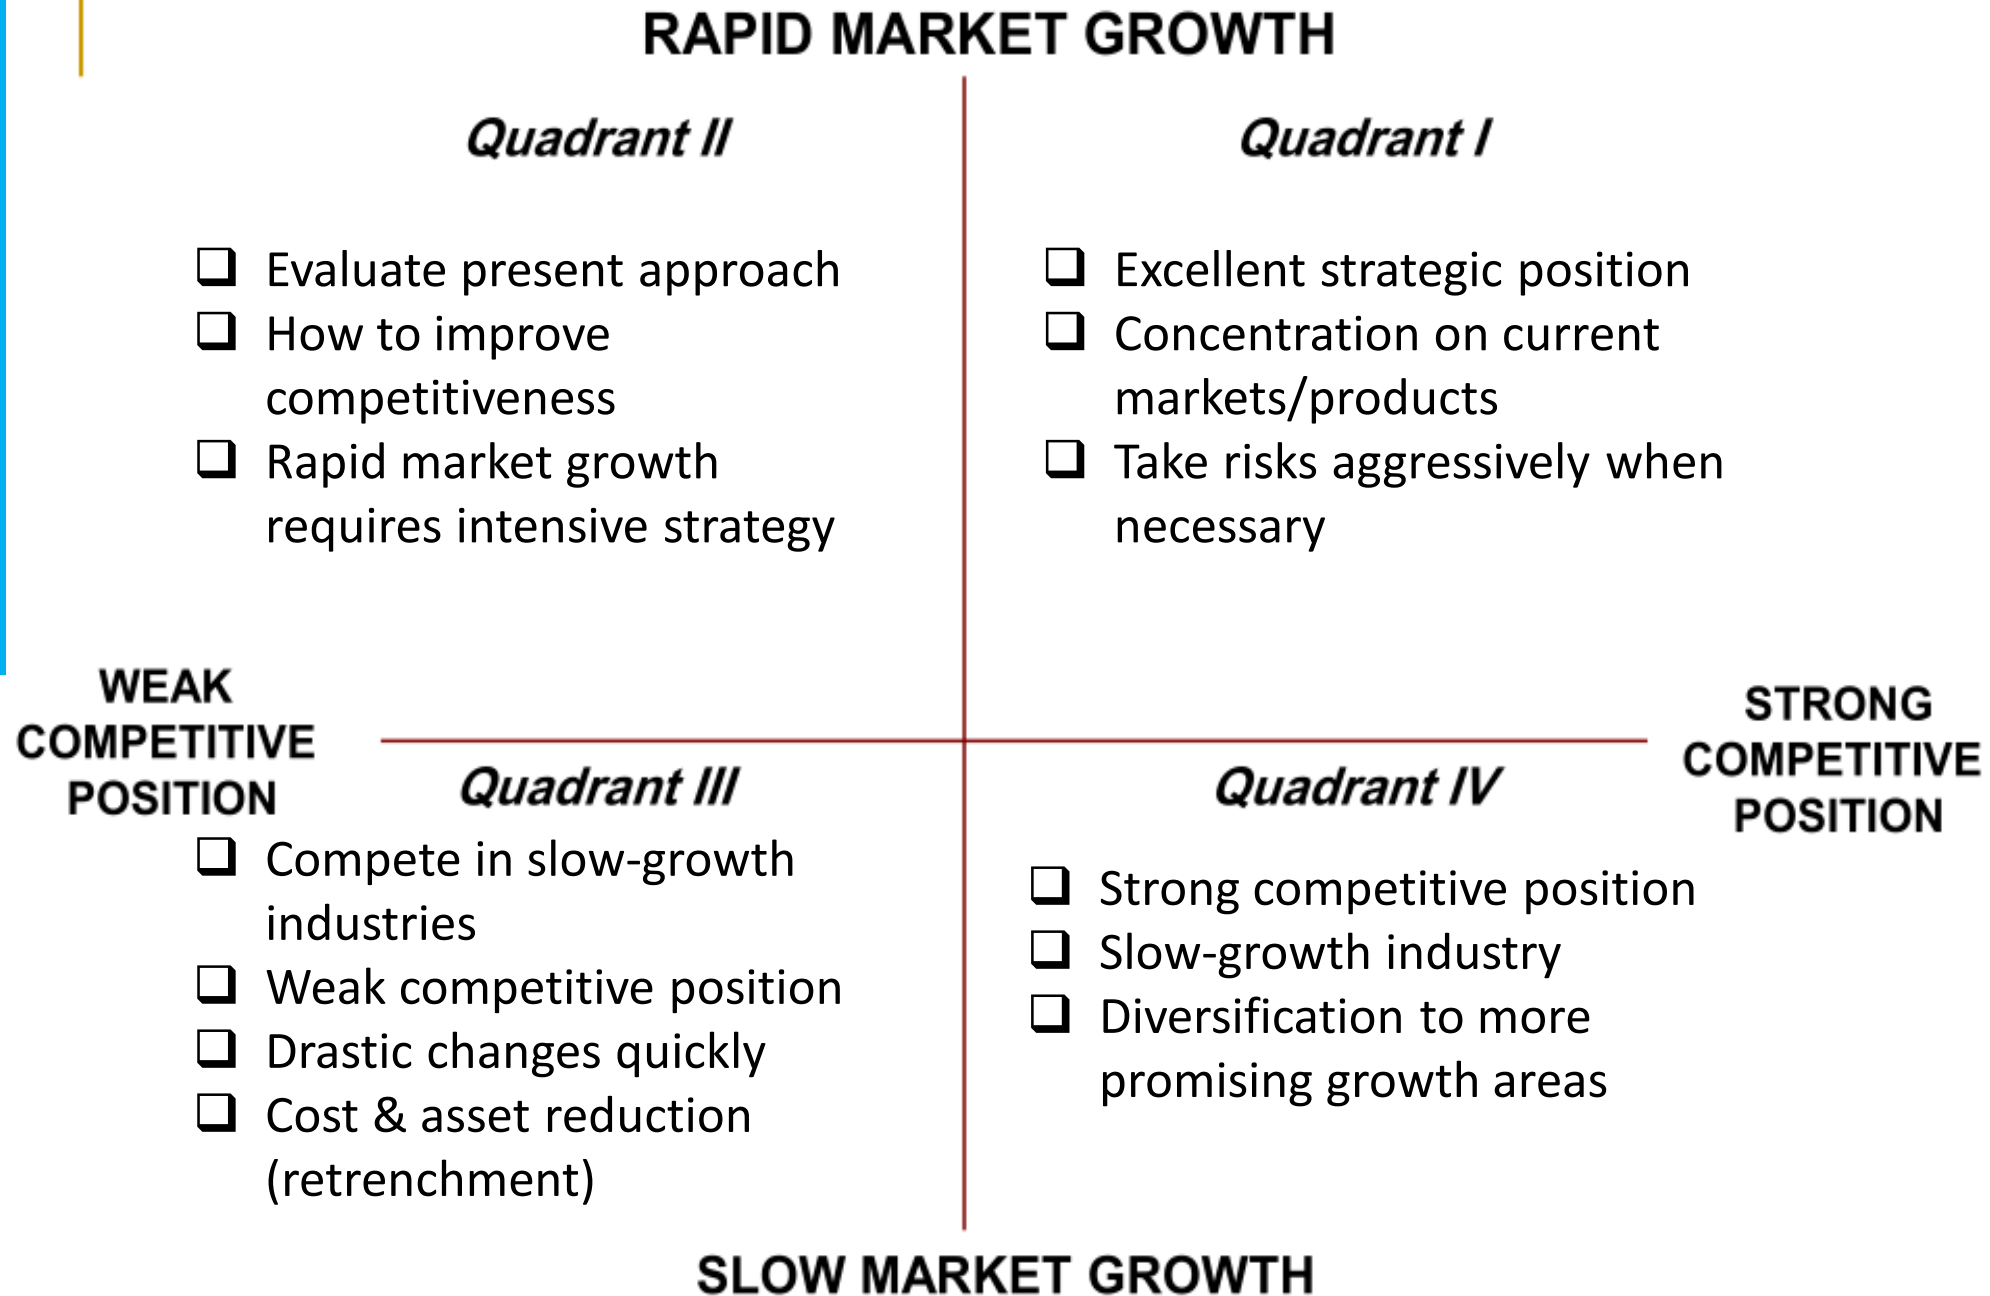 RAPID MARKET GROWTH
Quadrant II
Evaluate present approach
How to improve
competitiveness
Rapid market growth
requires intensive strategy
Quadrant I
Excellent strategic position
Concentration on current
markets/products
Take risks aggressively when
necessary
WEAK
COMPETITIVE
POSITION
STRONG
COMPETITIVE
POSITION
Quadrant III
Compete in slow-growth
industries
Weak competitive position
Drastic changes quickly
Cost & asset reduction
(retrenchment)
Quadrant IV
Strong competitive position
Slow-growth industry
Diversification to more
promising growth areas
SLOW MARKET GROWTH